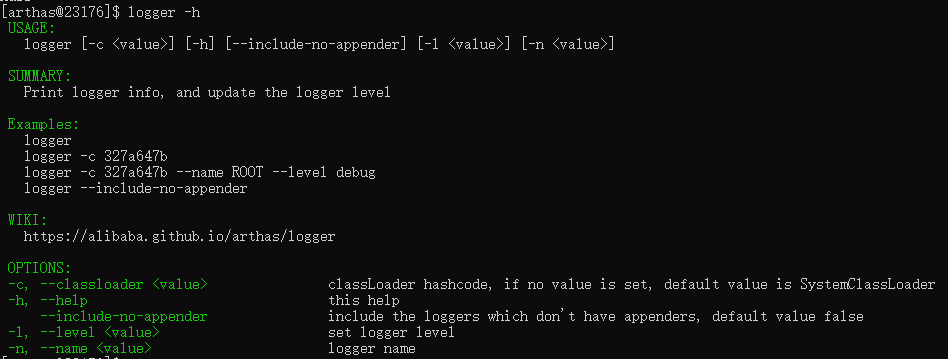 [arthas@23176]$ logger -h
USAGE:
logger [-c <value>] [-h] [--include-no-appender] [-l <value>] [-n <value>]
SUMMARY:
Print logger info, and update the logger level
Examples:
logger
logger -c 327a647b
logger -c 327a647b --name ROOT --level debug
logger --include-no-appender
WIKI:
https://alibaba.github.io/arthas/logger
OPTIONS:
-c, --classloader <value> classLoader hashcode, if no value is set, default value is SystemClassLoader
-h, --help this help
--include-no-appender include the loggers which don't have appenders, default value false
-l, --level <value> set logger level
-n, --name <value> logger name